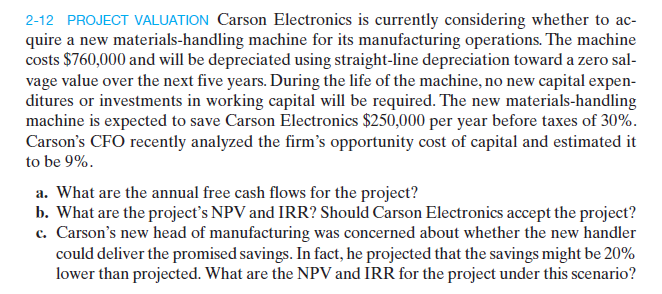 2-12 PROJECT VALUATION Carson Electronics is currently considering whether to ac-
quire a new materials-handling machine for its manufacturing operations. The machine
costs $760,000 and will be depreciated using straight-line depreciation toward a zero sal-
vage value over the next five years. During the life of the machine, no new capital expen-
ditures or investments in working capital will be required. The new materials-handling
machine is expected to save Carson Electronics $250,000 per year before taxes of 30%.
Carson's CFO recently analyzed the firm's opportunity cost of capital and estimated it
to be 9%.
a. What are the annual free cash flows for the project?
b. What are the project's NPV and IRR? Should Carson Electronics accept the project?
c. Carson's new head of manufacturing was concerned about whether the new handler
could deliver the promised savings. In fact, he projected that the savings might be 20%
lower than projected. What are the NPV and IRR for the project under this scenario?